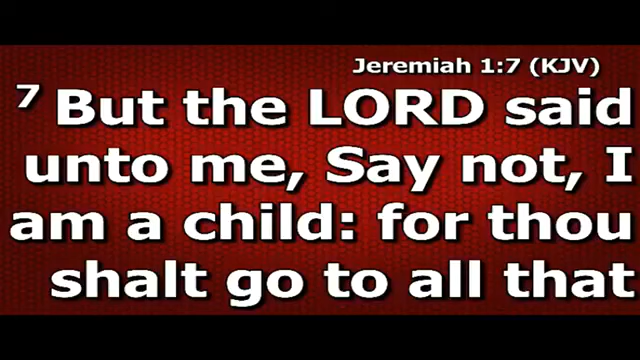 Jeremiah 1:7 (KJV)
7 But the LORD said
unto me, Say not, I
am a child: for thou
shalt go to all that